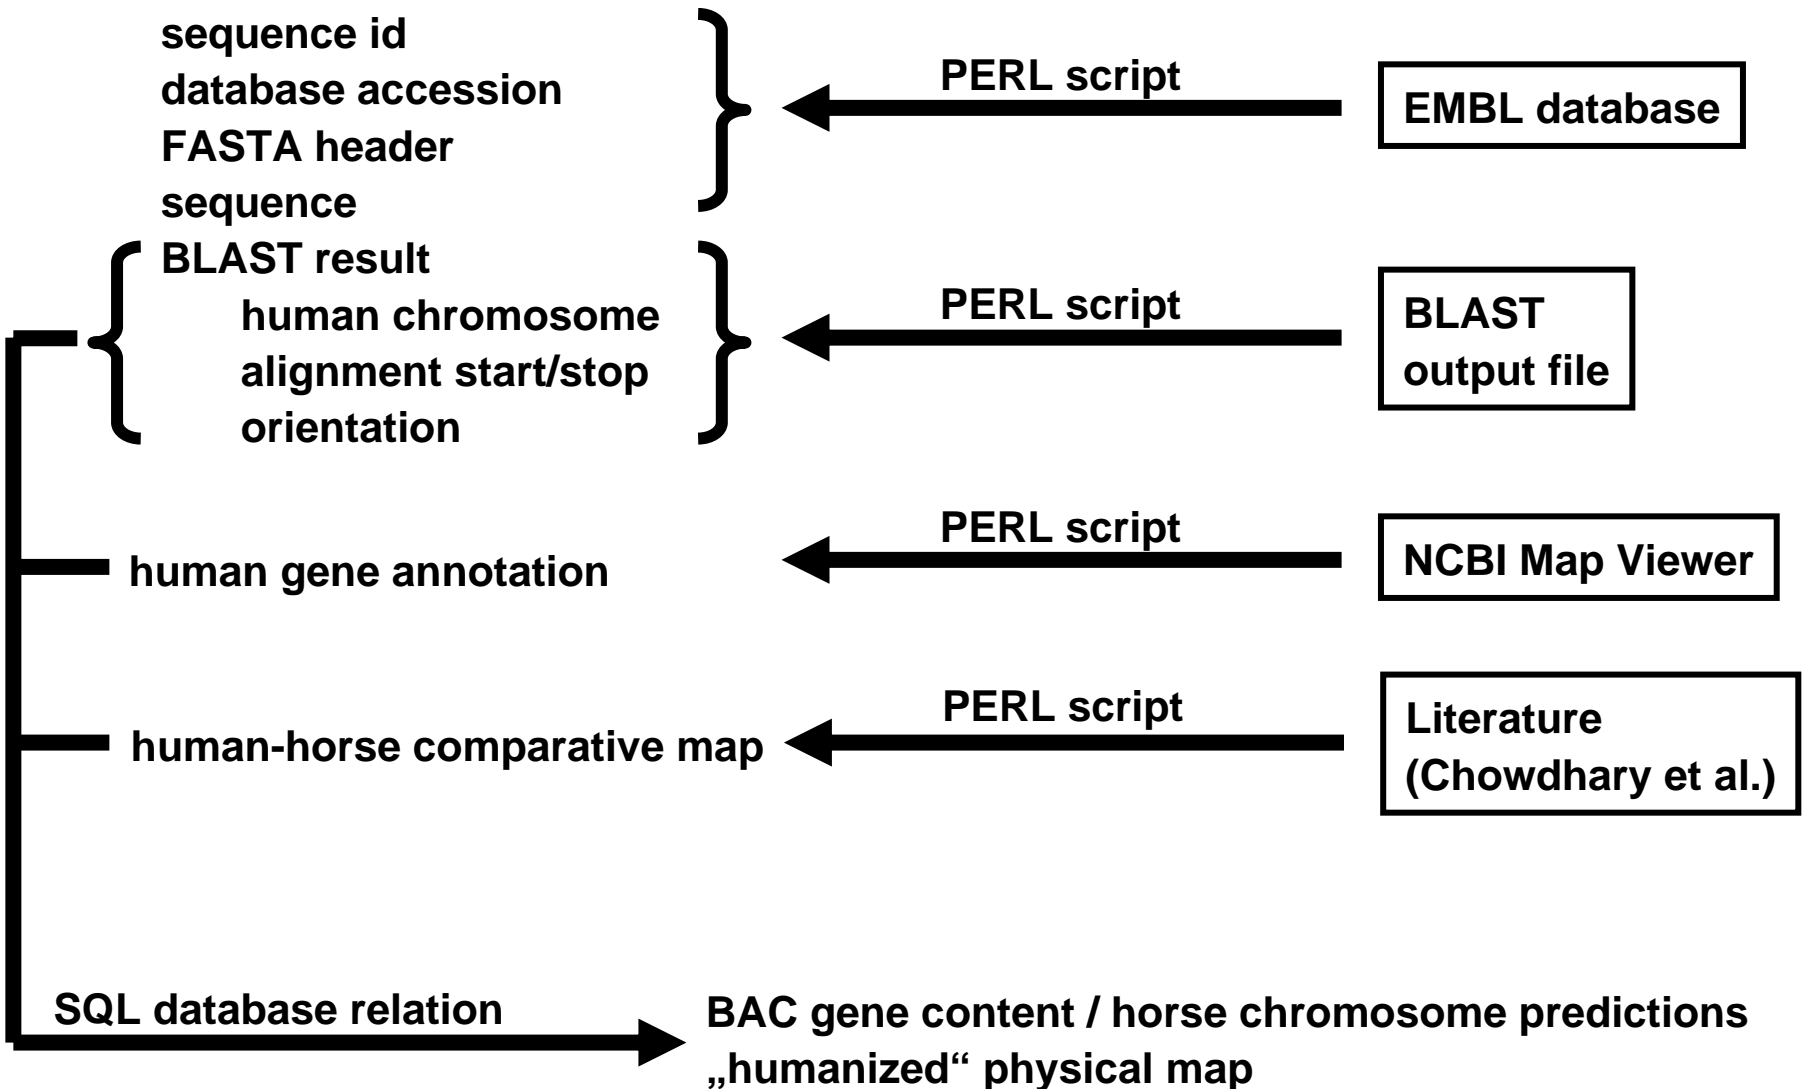 sequence id
database accession
FASTA header
sequence
PERL script
EMBL database
BLAST result
human chromosome
alignment start/stop
orientation
PERL script
BLAST
output file
human gene annotation
PERL script
NCBI Map Viewer
human-horse comparative map
PERL script
Literature
(Chowdhary et al.)
SQL database relation
BAC gene content / horse chromosome predictions
„humanized“ physical map